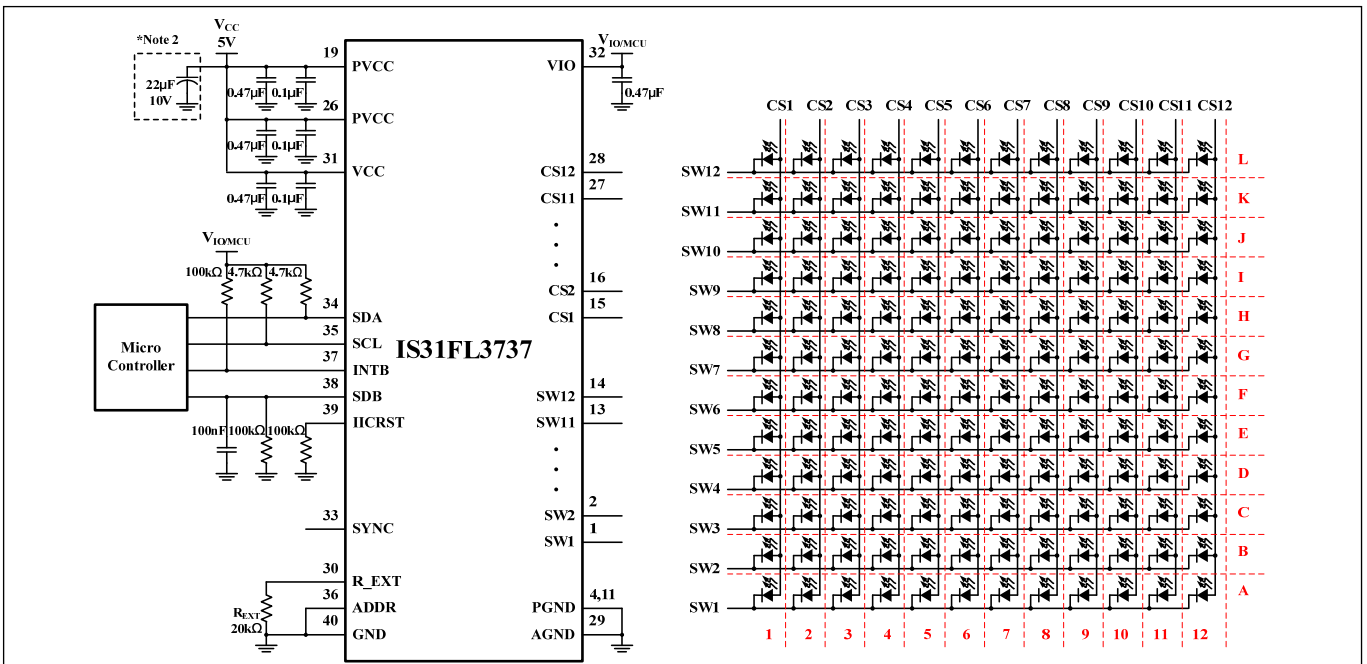 *Note 2
22µF
10V
VCC
5V
0.47µF 0.1µF
0.47µF 0.1µF
0.47µF 0.1µF
19
PVCC
26
PVCC
31
VCC
VIO/MCU
100kΩ 4.7kΩ 4.7kΩ
Micro
Controller
34
SDA
35
SCL
37
INTB
38
SDB
39
IICRST
100nF 100kΩ 100kΩ
33
SYNC
30
R_EXT
36
ADDR
40
GND
REXT
20kΩ
IS31FL3737
VIO/MCU
32
VIO
0.47µF
28
CS12
27
CS11
16
CS2
15
CS1
14
SW12
13
SW11
2
SW2
1
SW1
4,11
PGND
29
AGND
CS1 CS2 CS3 CS4 CS5 CS6 CS7 CS8 CS9 CS10 CS11 CS12
SW12 L
SW11 K
SW10 J
SW9 I
SW8 H
SW7 G
SW6 F
SW5 E
SW4 D
SW3 C
SW2 B
SW1 A
1 2 3 4 5 6 7 8 9 10 11 12